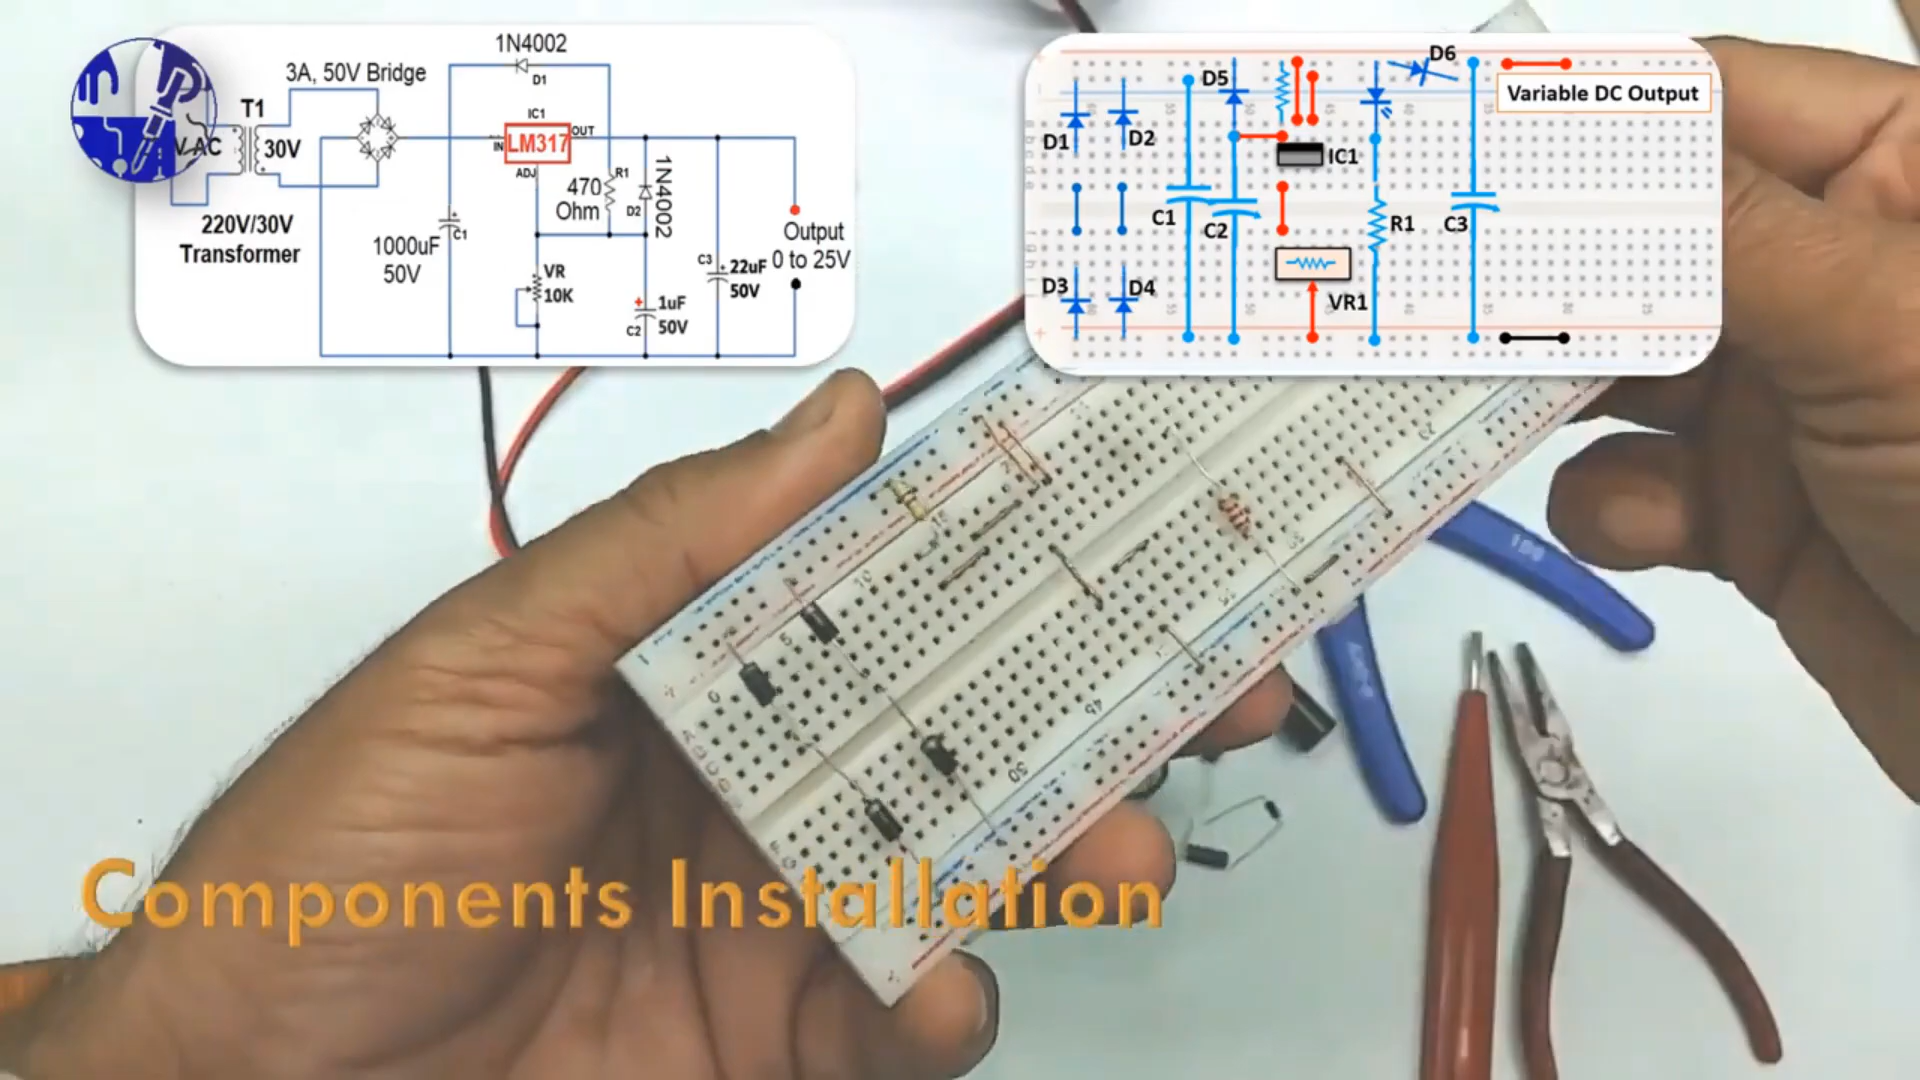 1N4002
D1
3A, 50V Bridge
T1
V AC
30V
220V/30V
Transformer
IC1
LM317
IN
OUT
ADJ
R1
470
Ohm
1N4002
D2
1000uF
50V
C1
VR
10K
1uF
50V
C2
C3
22uF
50V
Output
0 to 25V
D1
D2
D3
D4
D5
D6
C1
C2
C3
IC1
R1
VR1
Variable DC Output
Components Installation